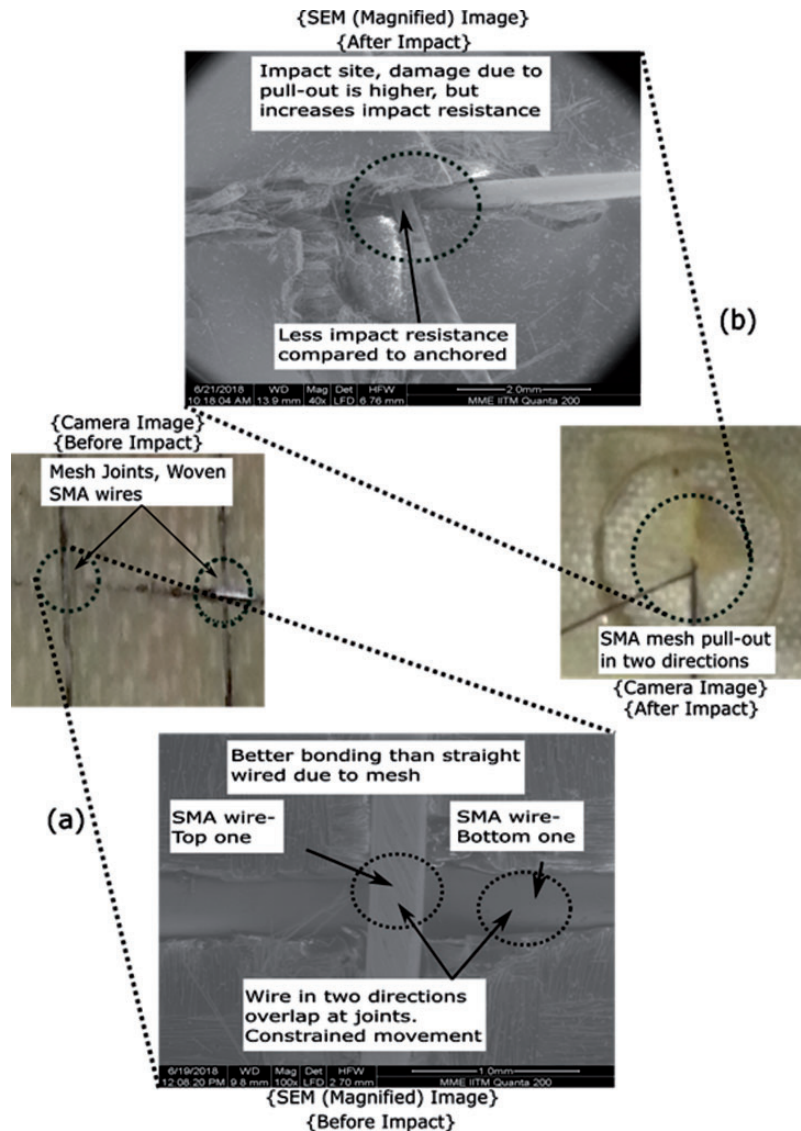 {SEM (Magnified) Image}
{After Impact}
Impact site, damage due to
pull-out is higher, but
increases impact resistance
Less impact resistance
compared to anchored
6/21/2018 WD Mag Det HFW 2.0mm
10:18:04 AM 13.9 mm 40x LFD 6.76 mm MME IITM Quanta 200
(b)
{Camera Image}
{Before Impact}
Mesh Joints, Woven
SMA wires
SMA mesh pull-out
in two directions
{Camera Image}
{After Impact}
(a)
Better bonding than straight
wired due to mesh
SMA wire-
Top one
SMA wire-
Bottom one
Wire in two directions
overlap at joints.
Constrained movement
6/19/2018 WD Mag Det HFW 1.0mm
12:08:20 PM 9.8 mm 100x LFD 2.70 mm MME IITM Quanta 200
{SEM (Magnified) Image}
{Before Impact}